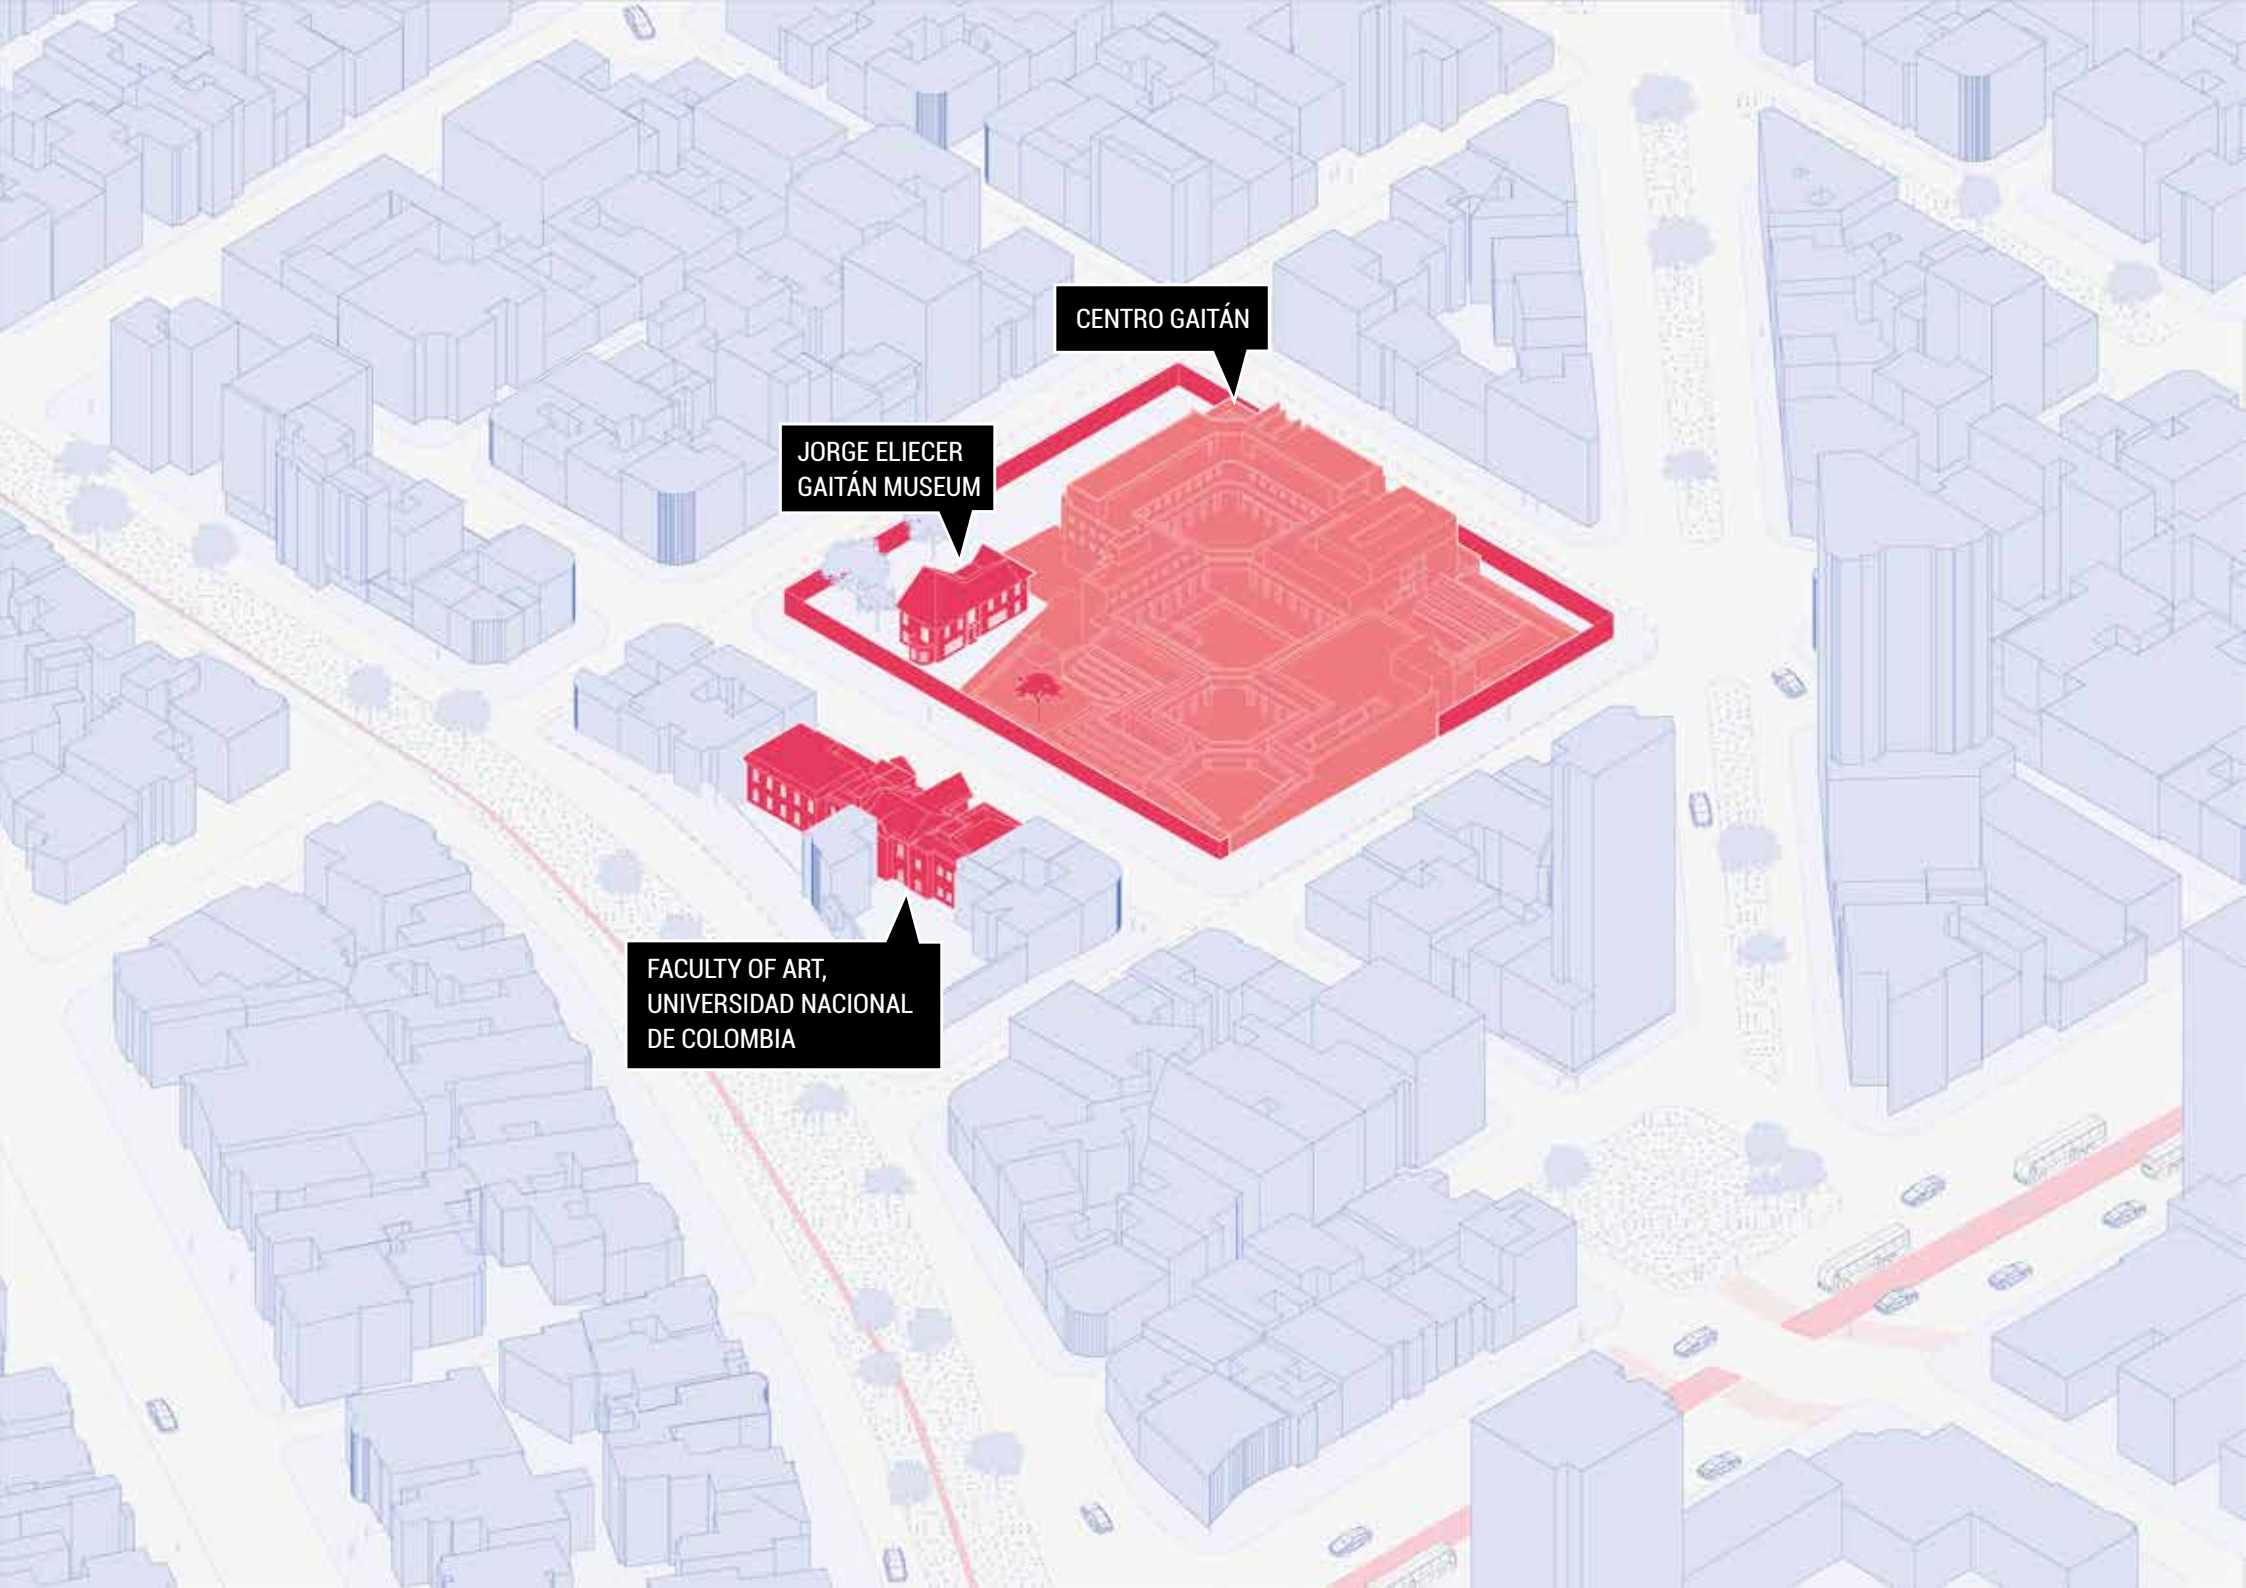 CENTRO GAITÁN
JORGE ELIECER
GAITÁN MUSEUM
FACULTY OF ART,
UNIVERSIDAD NACIONAL
DE COLOMBIA